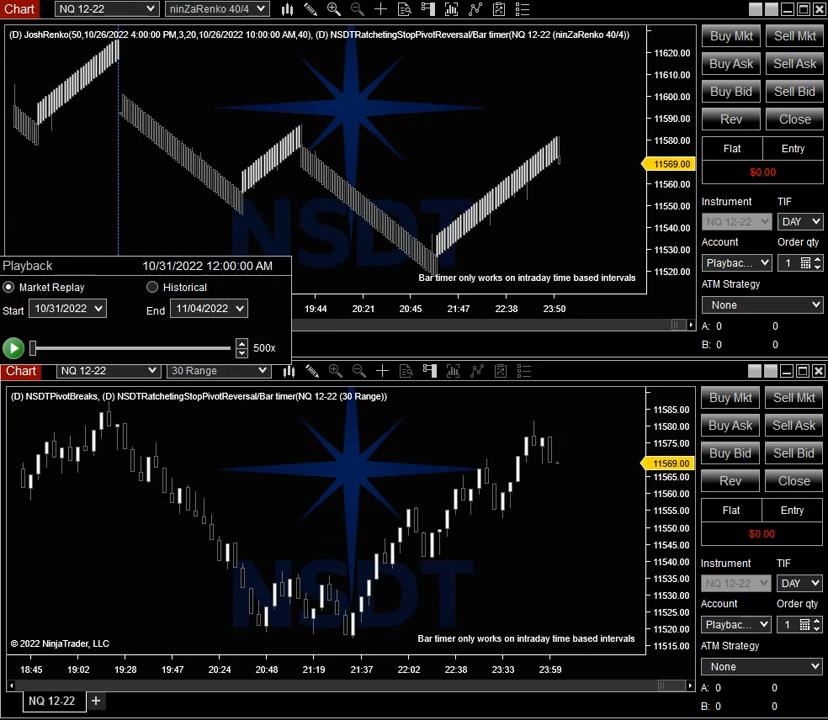 Chart NQ 12-22 ninZaRenko 40/4
(D) JoshRenko(50,10/26/2022 4:00:00 PM,3,20,10/26/2022 10:00:00 AM,40), (D) NSDTRatchetingStopPivotReversal/Bar timer(NQ 12-22 (ninZaRenko 40/4))
11620.00
11610.00
11600.00
11590.00
11580.00
11569.00
11560.00
11550.00
11540.00
11530.00
11520.00
NSDT
Bar timer only works on intraday time based intervals
19:44 20:21 20:45 21:47 22:38 23:50
Buy Mkt Sell Mkt
Buy Ask Sell Ask
Buy Bid Sell Bid
Rev Close
Flat Entry
$0.00
Instrument TIF
NQ 12-22 DAY
Account Order qty
Playbac... 1
ATM Strategy
None
A: 0 0
B: 0 0
Playback 10/31/2022 12:00:00 AM
Market Replay Historical
Start 10/31/2022 End 11/04/2022
500x
Chart NQ 12-22 30 Range
(D) NSDTPivotBreaks, (D) NSDTRatchetingStopPivotReversal/Bar timer(NQ 12-22 (30 Range))
11585.00
11580.00
11575.00
11569.00
11565.00
11560.00
11555.00
11550.00
11545.00
11540.00
11535.00
11530.00
11525.00
11520.00
11515.00
NSDT
© 2022 NinjaTrader, LLC
Bar timer only works on intraday time based intervals
18:45 19:02 19:28 19:47 20:24 20:48 21:19 21:37 22:02 22:38 23:33 23:59
Buy Mkt Sell Mkt
Buy Ask Sell Ask
Buy Bid Sell Bid
Rev Close
Flat Entry
$0.00
Instrument TIF
NQ 12-22 DAY
Account Order qty
Playbac... 1
ATM Strategy
None
A: 0 0
B: 0 0
NQ 12-22 +